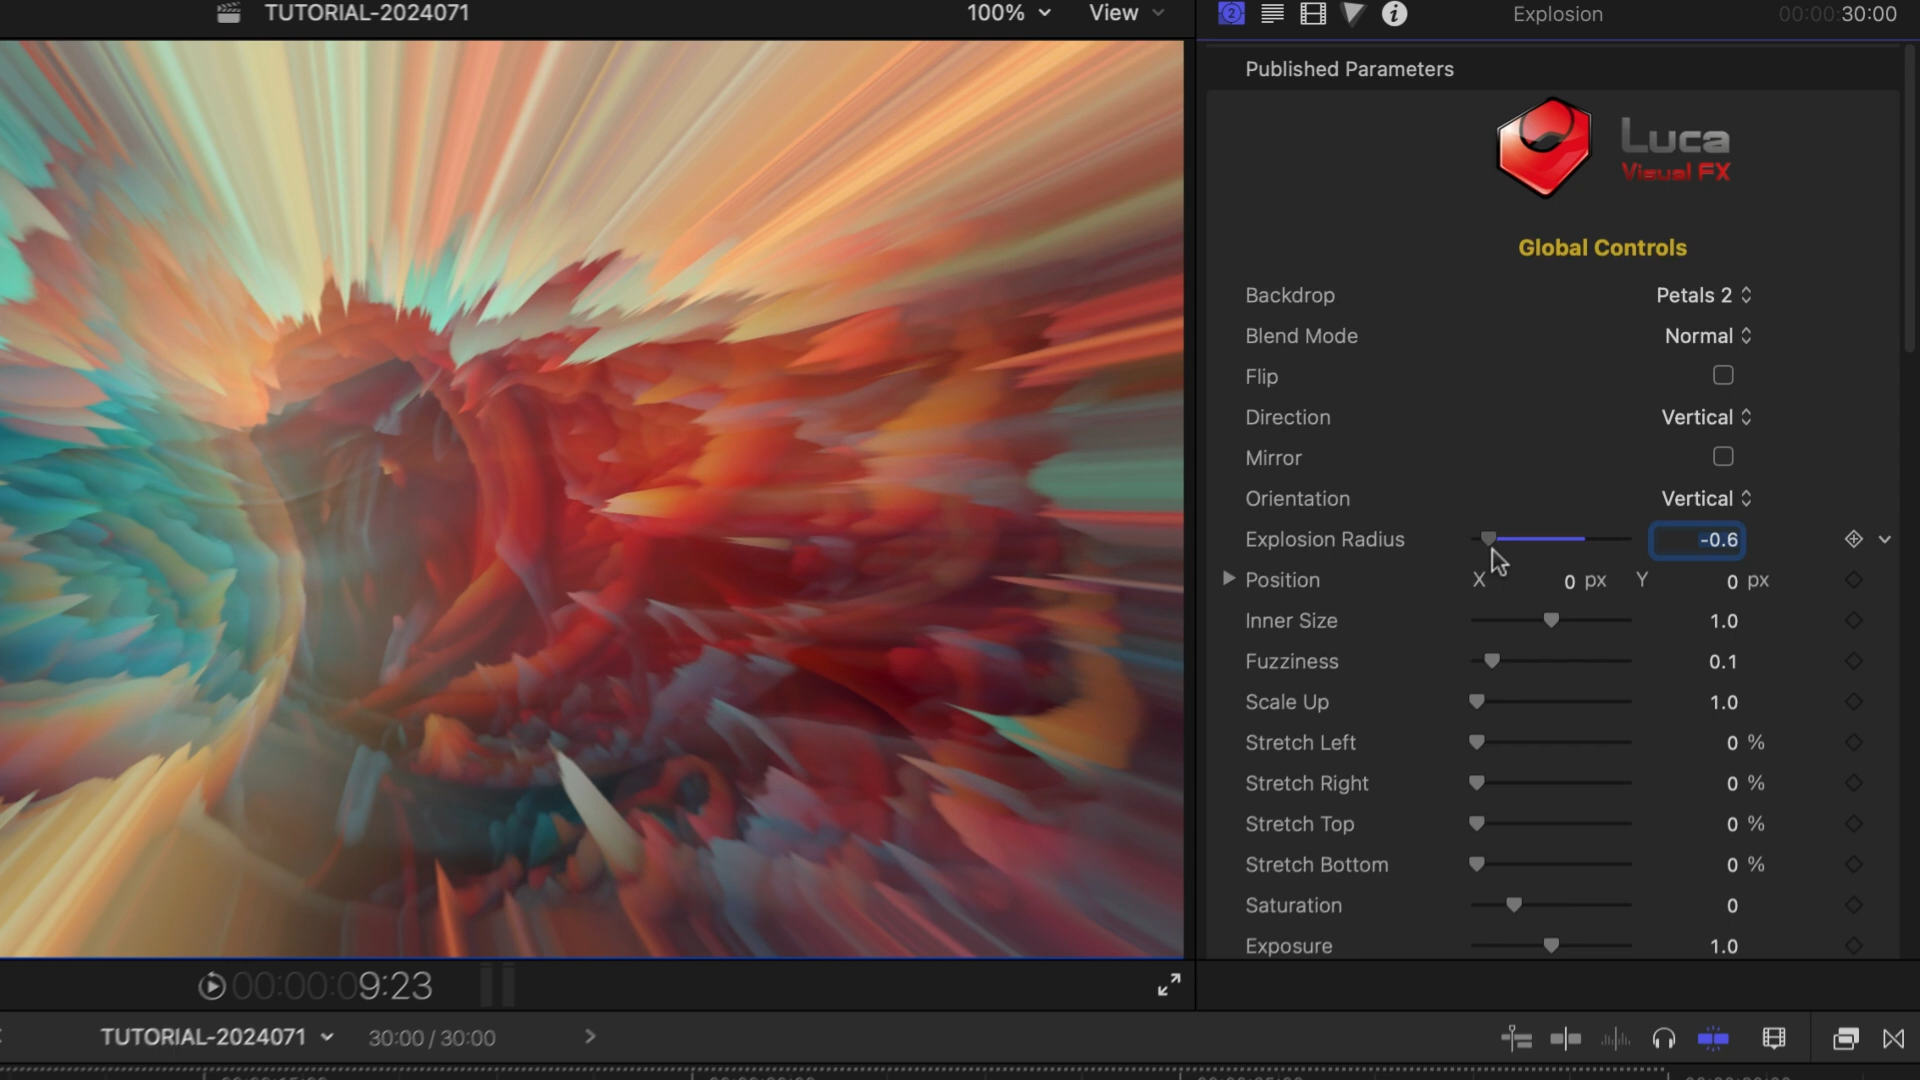 TUTORIAL-2024071
100%
View
Explosion
00:00:30:00
Published Parameters
Luca
Visual FX
Global Controls
Backdrop Petals 2
Blend Mode Normal
Flip
Direction Vertical
Mirror
Orientation Vertical
Explosion Radius -0.6
Position X 0 px Y 0 px
Inner Size 1.0
Fuzziness 0.1
Scale Up 1.0
Stretch Left 0 %
Stretch Right 0 %
Stretch Top 0 %
Stretch Bottom 0 %
Saturation 0
Exposure 1.0
00:00:09:23
TUTORIAL-2024071
30:00 / 30:00